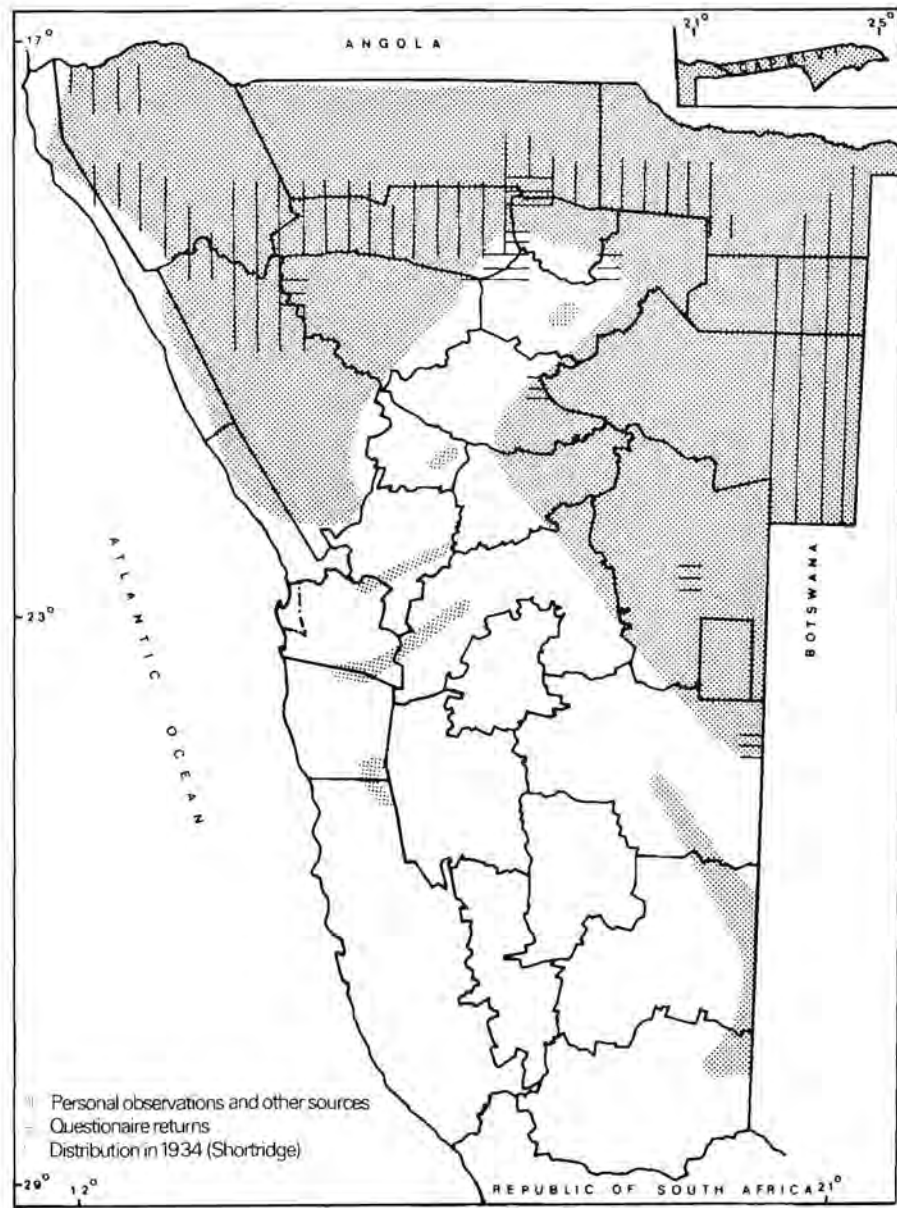 17°
ANGOLA
21° 25°
CAPRIVI
ATLANTIC OCEAN
23°
BOTSWANA
Personal observations and other sources
Questionaire returns
Distribution in 1934 (Shortridge)
29° 12°
REPUBLIC OF SOUTH AFRICA 21°